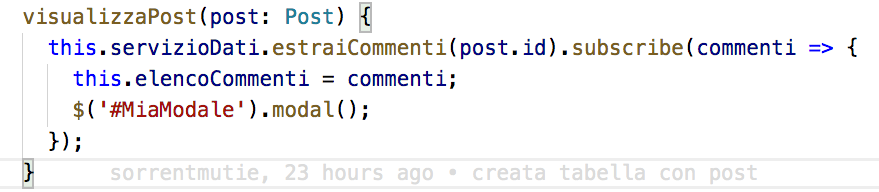 visualizzaPost(post: Post) {
this.servizioDati.estraiCommenti(post.id).subscribe(commenti => {
this.elencoCommenti = commenti;
$('#MiaModale').modal();
});
} sorrentmutie, 23 hours ago • creata tabella con post